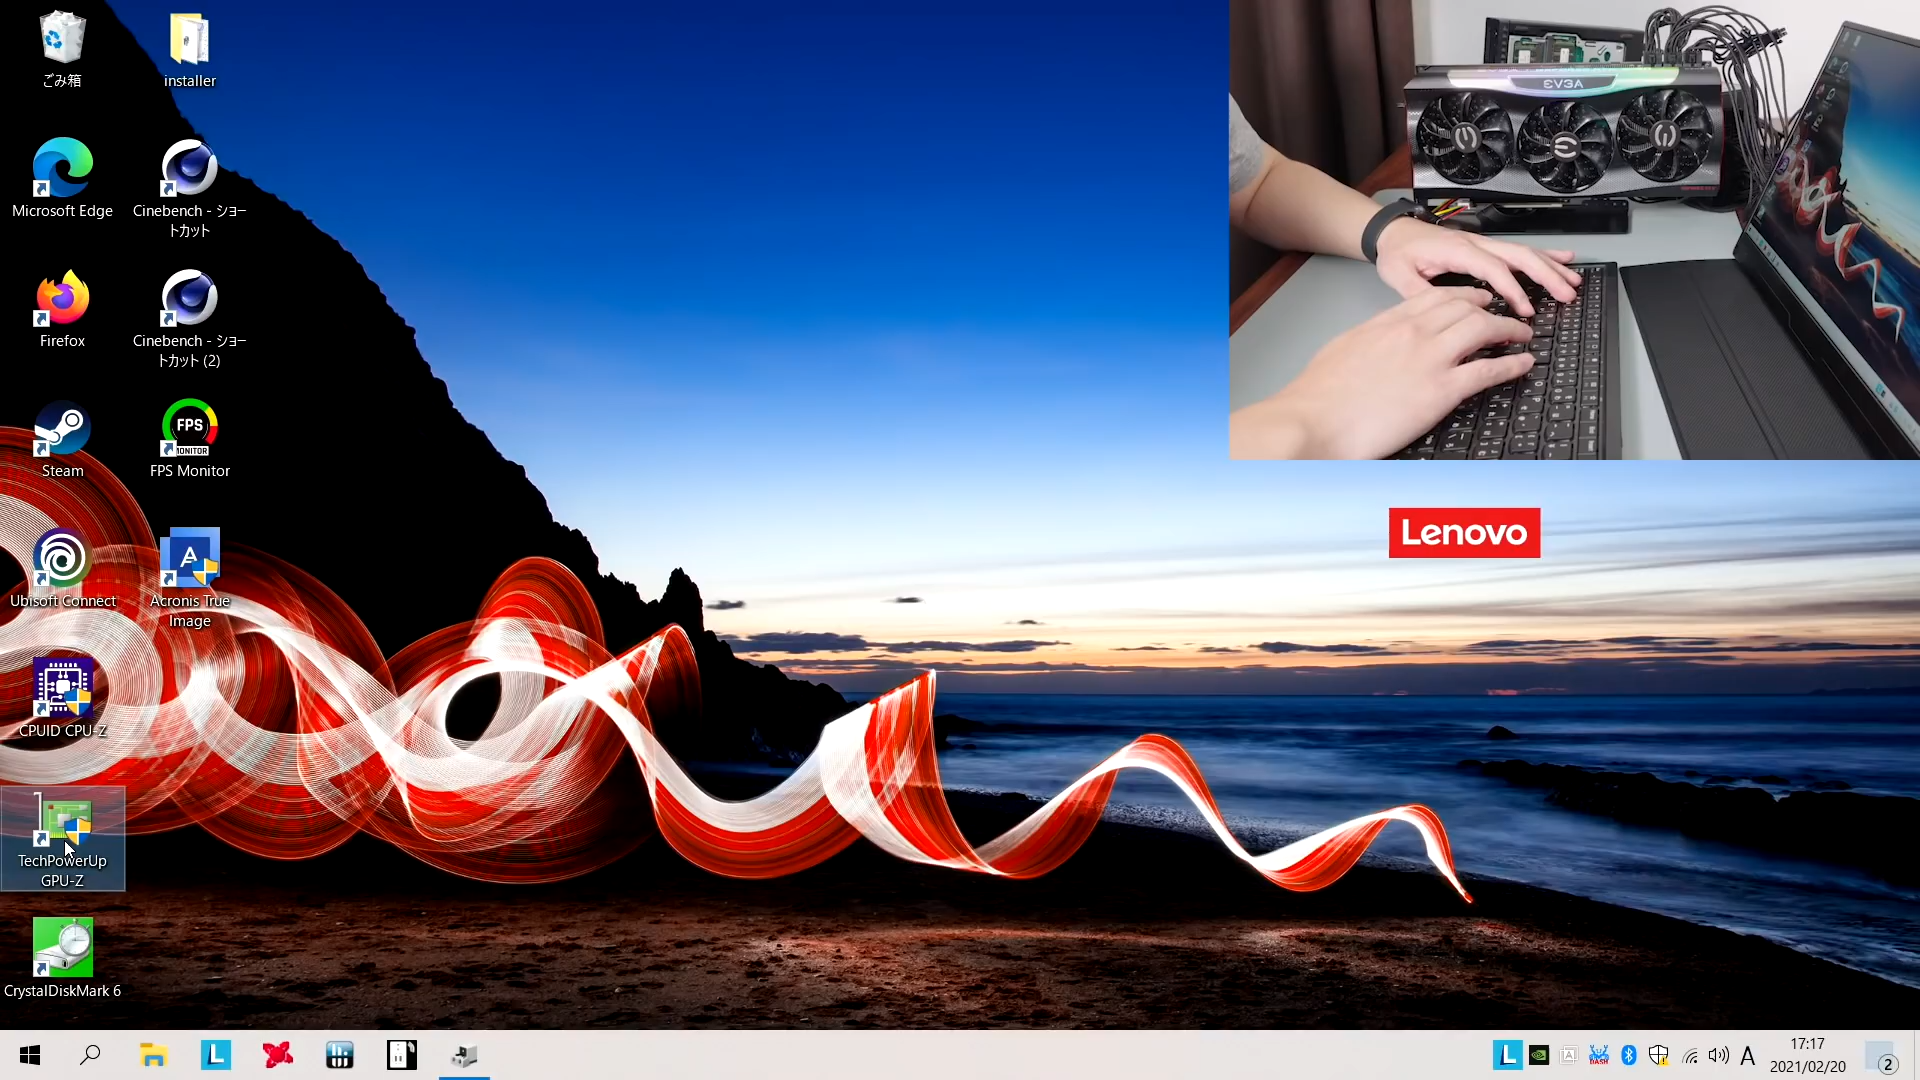 ごみ箱
installer
Microsoft Edge
Cinebench - ショー
トカット
Firefox
Cinebench - ショー
トカット (2)
Steam
FPS
MONITOR
FPS Monitor
Ubisoft Connect
A
Acronis True
Image
CPUID CPU-Z
TechPowerUp
GPU-Z
CrystalDiskMark 6
EVGA
Lenovo
L
L
A
DASH
A
17:17
2021/02/20
2